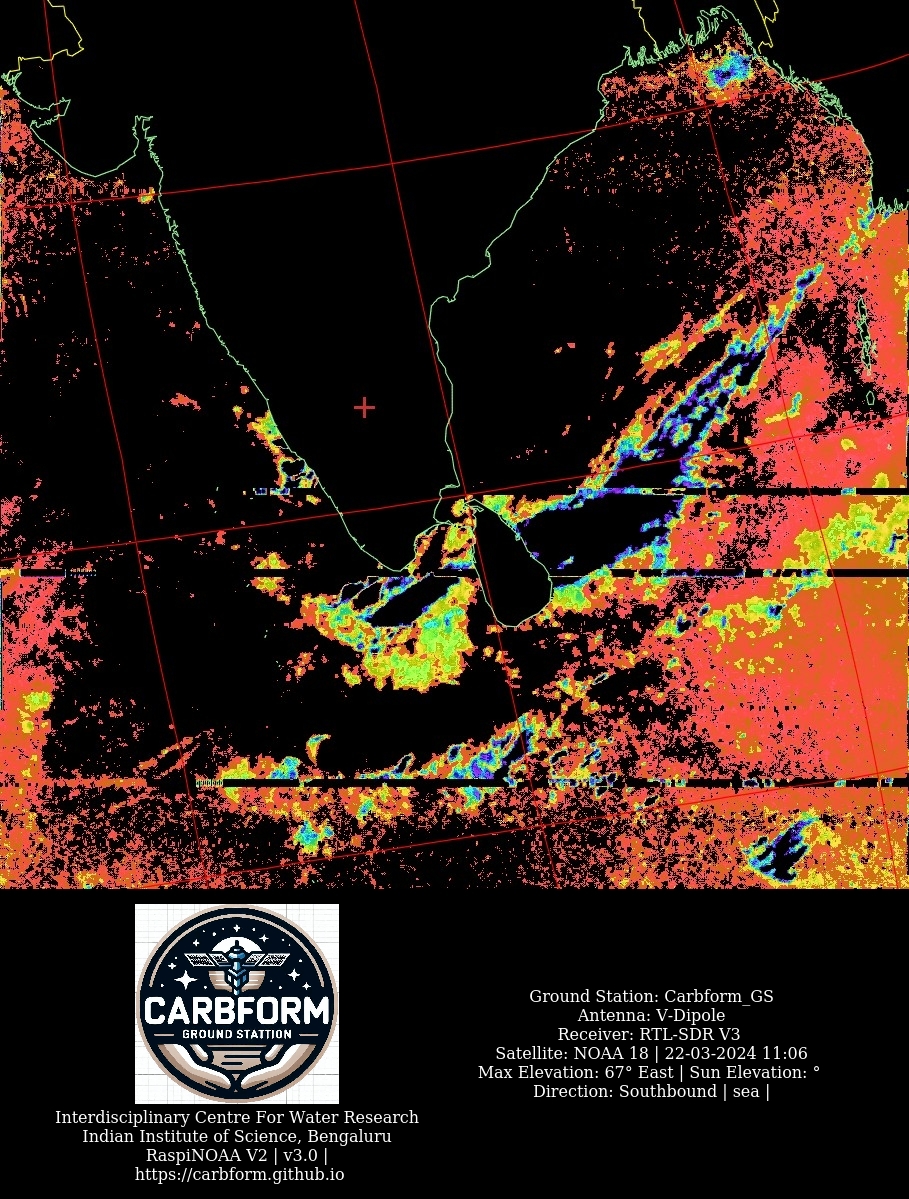 CARBFORM
GROUND STATTION
Interdisciplinary Centre For Water Research
Indian Institute of Science, Bengaluru
RaspiNOAA V2 | v3.0 |
https://carbform.github.io
Ground Station: Carbform_GS
Antenna: V-Dipole
Receiver: RTL-SDR V3
Satellite: NOAA 18 | 22-03-2024 11:06
Max Elevation: 67° East | Sun Elevation: °
Direction: Southbound | sea |